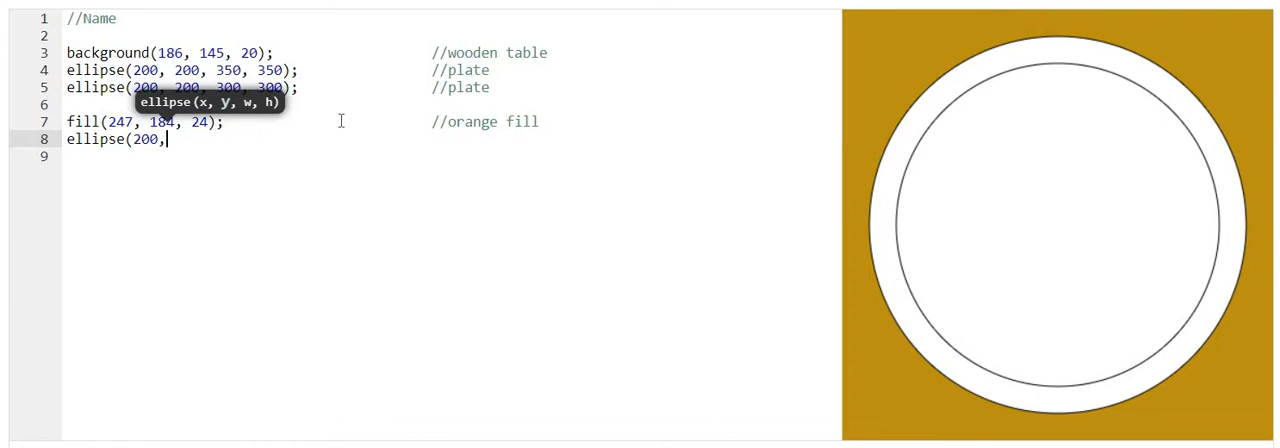 1 //Name
2
3 background(186, 145, 20); //wooden table
4 ellipse(200, 200, 350, 350); //plate
5 ellipse(200, 200, 300, 300); //plate
6
ellipse(x, y, w, h)
7 fill(247, 184, 24); //orange fill
8 ellipse(200,
9